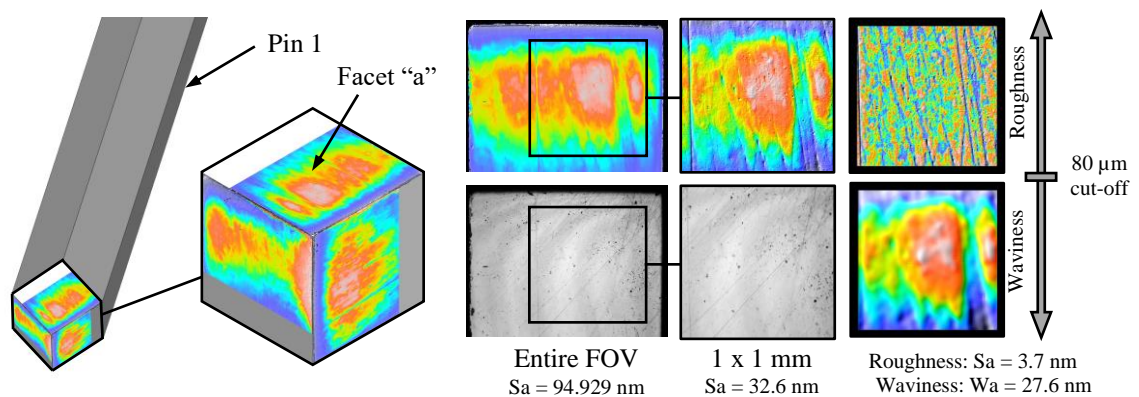 Pin 1
Facet “a”
Roughness
80 µm
cut-off
Waviness
Entire FOV
Sa = 94.929 nm
1 x 1 mm
Sa = 32.6 nm
Roughness: Sa = 3.7 nm
Waviness: Wa = 27.6 nm